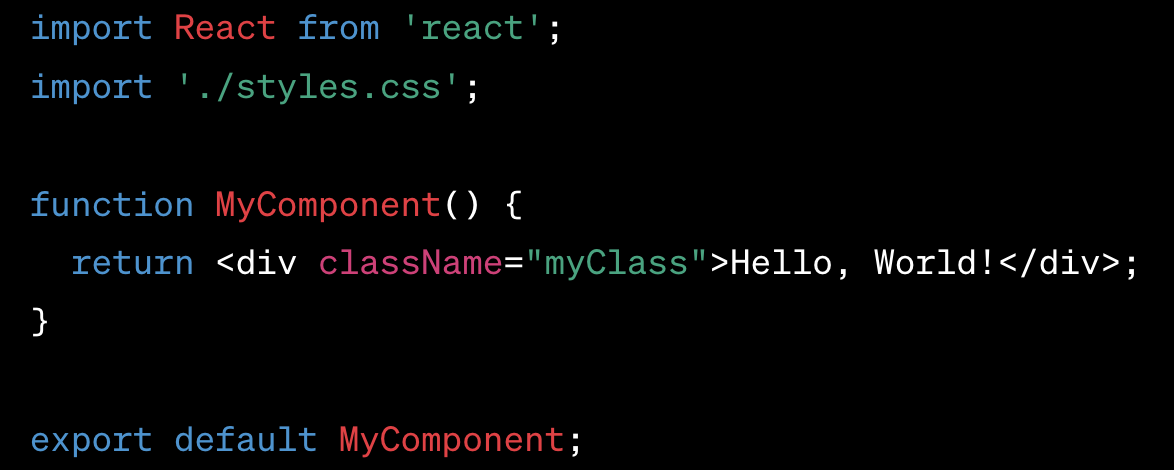 import React from 'react';
import './styles.css';
function MyComponent() {
  return <div className="myClass">Hello, World!</div>;
}
export default MyComponent;